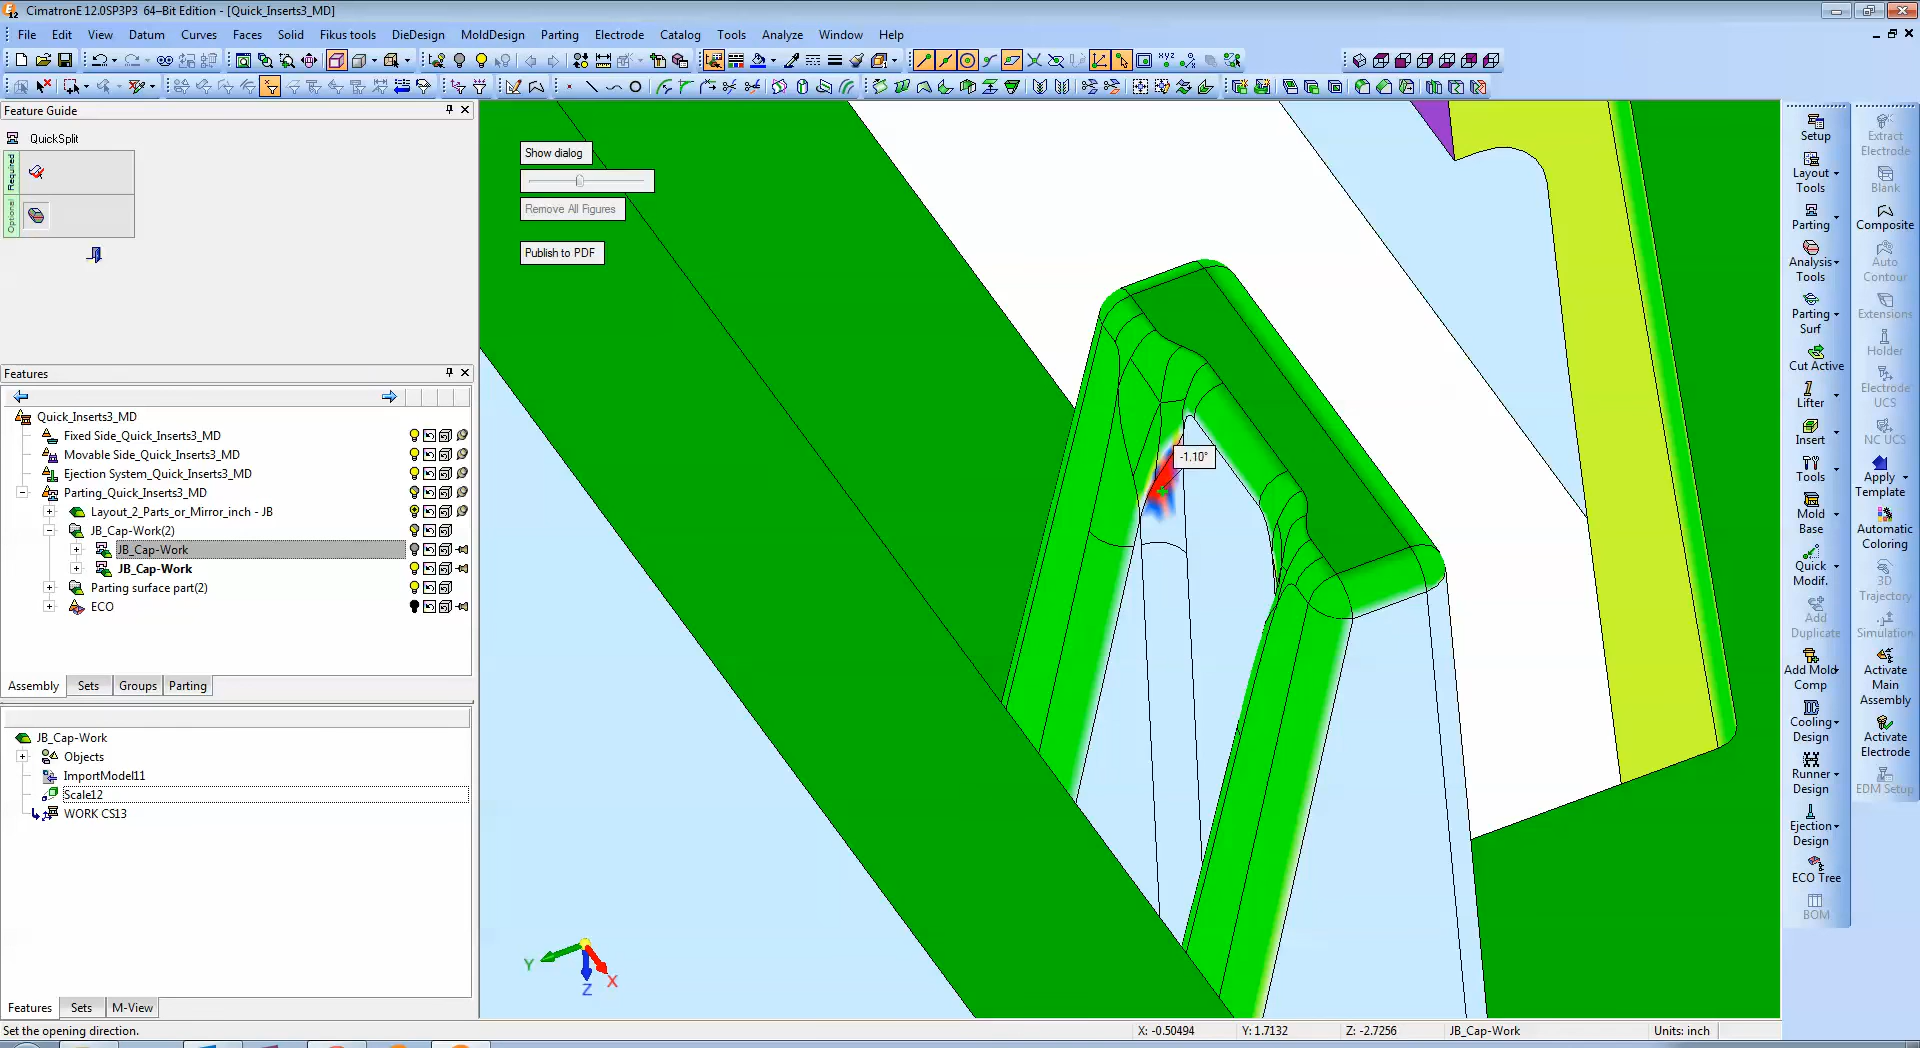 CimatronE 12.0SP3P3 64–Bit Edition - [Quick_Inserts3_MD]
File Edit View Datum Curves Faces Solid Fikus tools DieDesign MoldDesign Parting Electrode Catalog Tools Analyze Window Help
Feature Guide
QuickSplit
Required
Optional
Features
Quick_Inserts3_MD
Fixed Side_Quick_Inserts3_MD
Movable Side_Quick_Inserts3_MD
Ejection System_Quick_Inserts3_MD
Parting_Quick_Inserts3_MD
Layout_2_Parts_or_Mirror_inch - JB
JB_Cap-Work(2)
JB_Cap-Work
JB_Cap-Work
Parting surface part(2)
ECO
Assembly Sets Groups Parting
JB_Cap-Work
Objects
ImportModel11
Scale12
WORK CS13
Features Sets M-View
Show dialog
Remove All Figures
Publish to PDF
-1.10°
Y
Z
X
Setup
Layout
Tools
Parting
Analysis
Tools
Parting
Surf
Cut Active
Lifter
Insert
Tools
Mold
Base
Quick
Modif.
Add
Duplicate
Add Mold
Comp
Cooling
Design
Runner
Design
Ejection
Design
ECO Tree
BOM
Extract
Electrode
Blank
Composite
Auto
Contour
Extensions
Holder
Electrode
UCS
NC UCS
Apply
Template
Automatic
Coloring
3D
Trajectory
Simulation
Activate
Main
Assembly
Activate
Electrode
EDM Setup
Set the opening direction.
X: -0.50494 Y: 1.7132 Z: -2.7256 JB_Cap-Work Units: inch